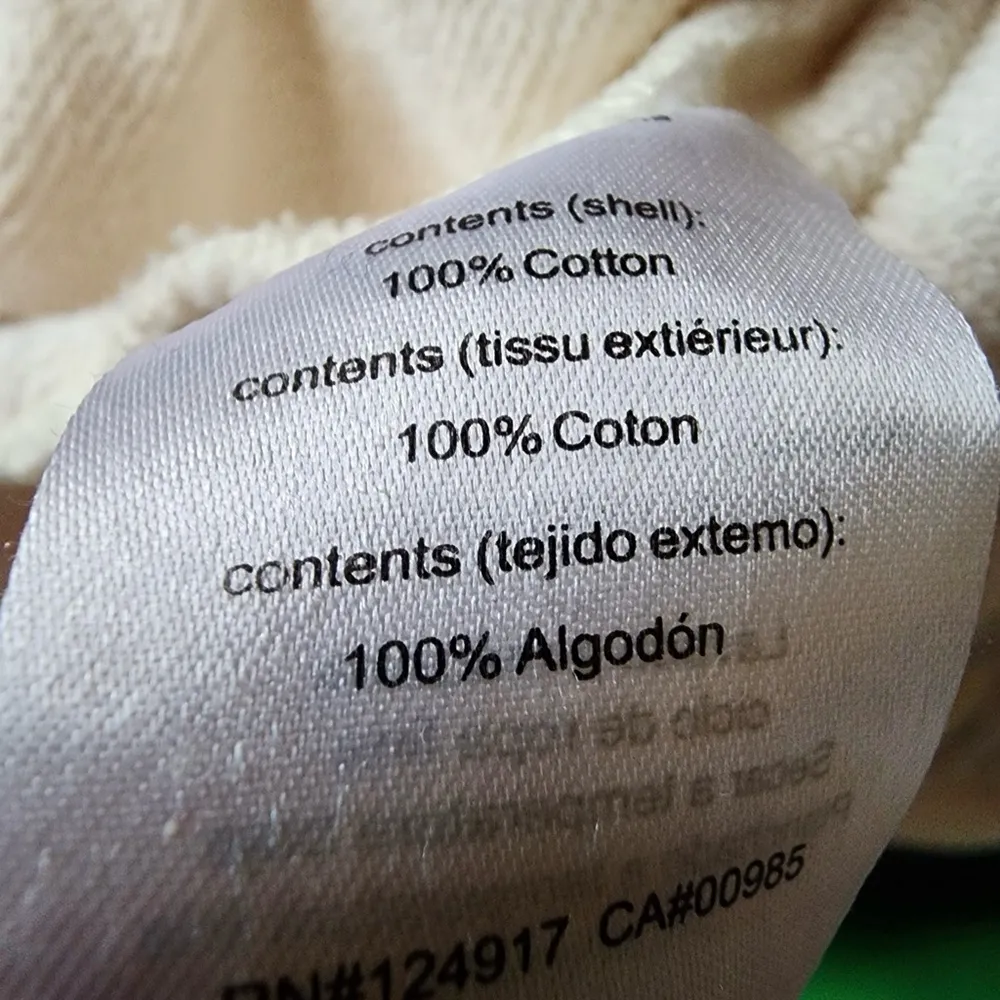 contents (shell):
100% Cotton
contents (tissu extiérieur):
100% Coton
contents (tejido extemo):
100% Algodón
RN#124917 CA#00985